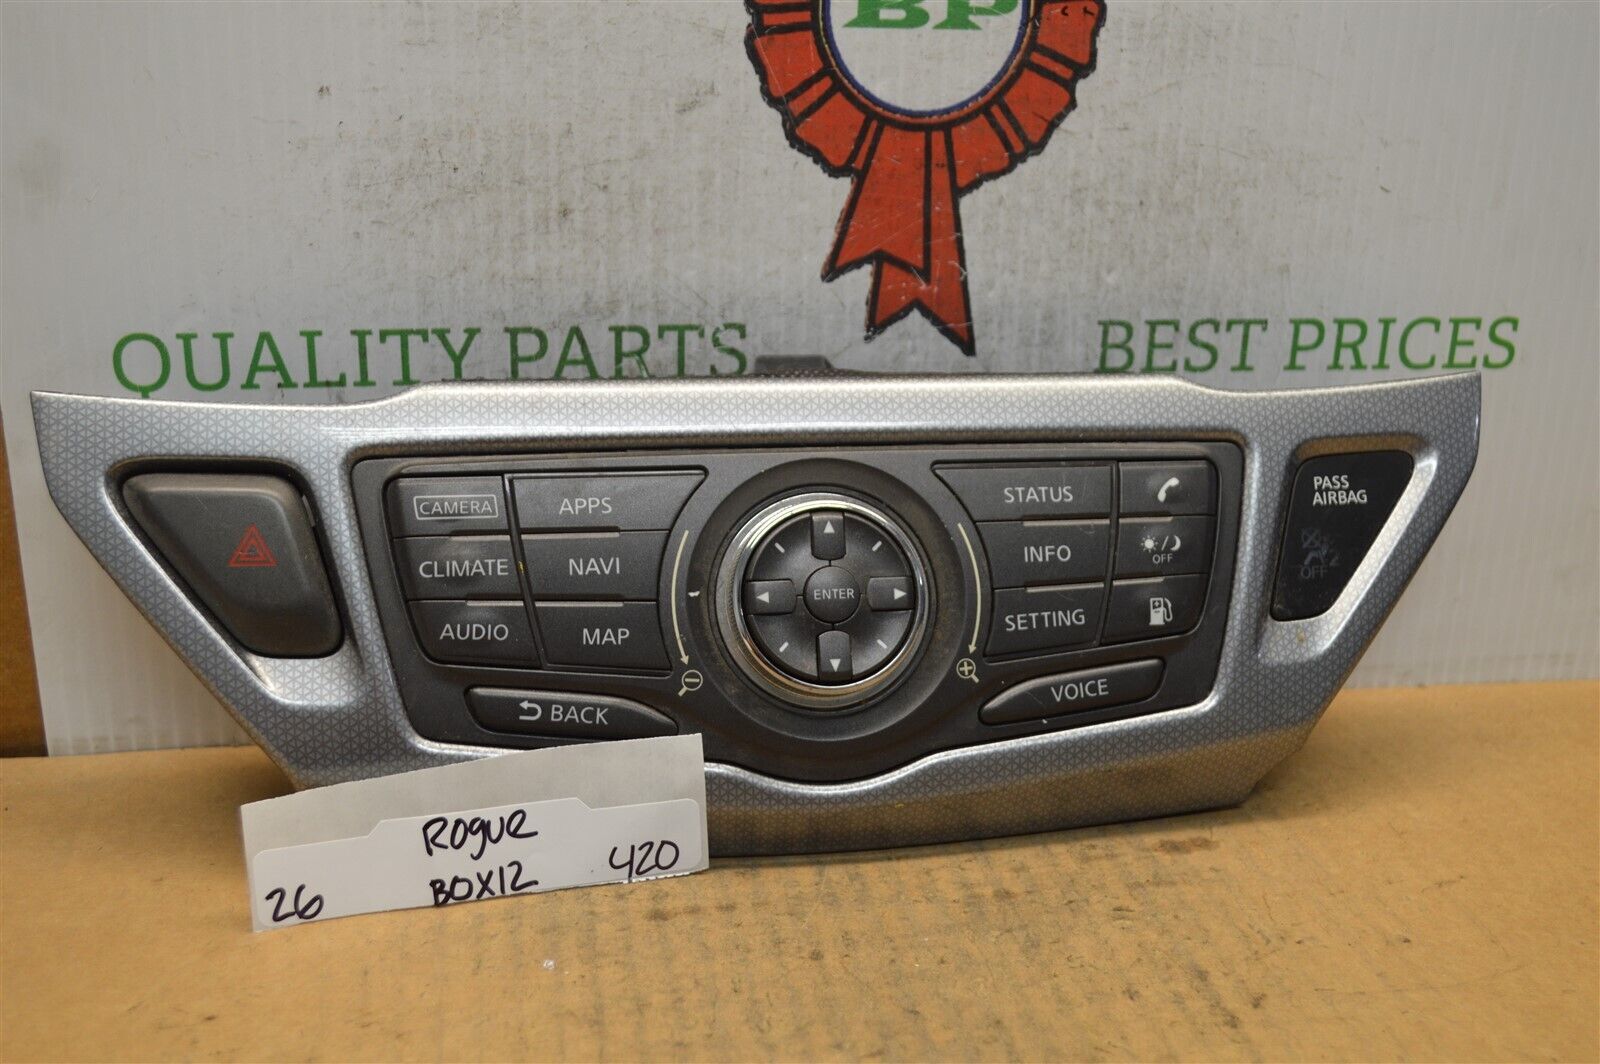 BP
QUALITY PARTS
BEST PRICES
CAMERA
APPS
CLIMATE
NAVI
AUDIO
MAP
BACK
ENTER
STATUS
INFO
OFF
SETTING
VOICE
PASS
AIRBAG
OFF 2
ROgUe
BOX12
26
420